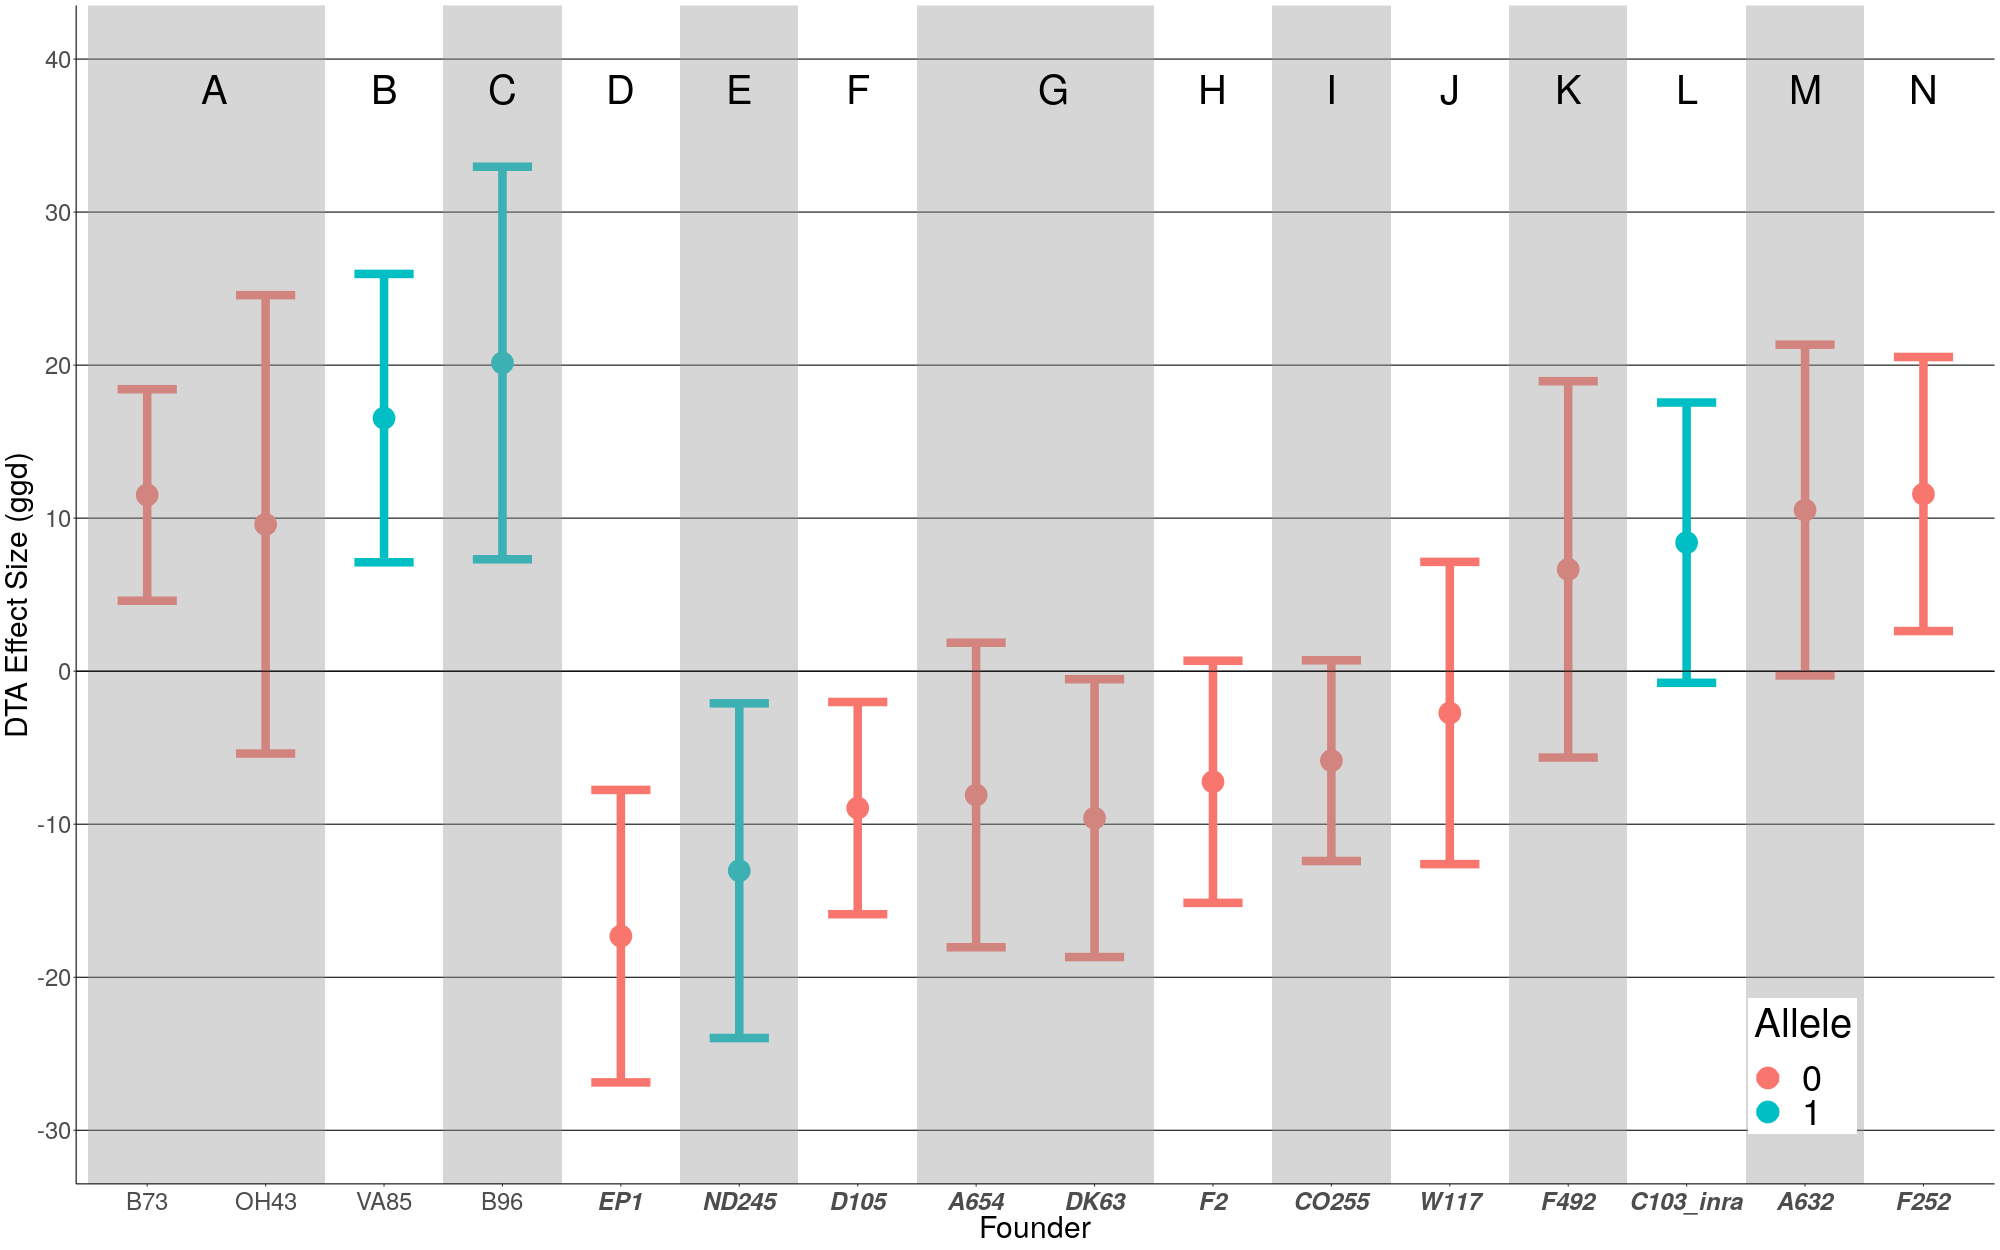 A B C D E F G H I J K L M N
40
30
20
10
0
-10
-20
-30
DTA Effect Size (ggd)
Allele
0
1
B73 OH43 VA85 B96 EP1 ND245 D105 A654 DK63 F2 CO255 W117 F492 C103_inra A632 F252
Founder